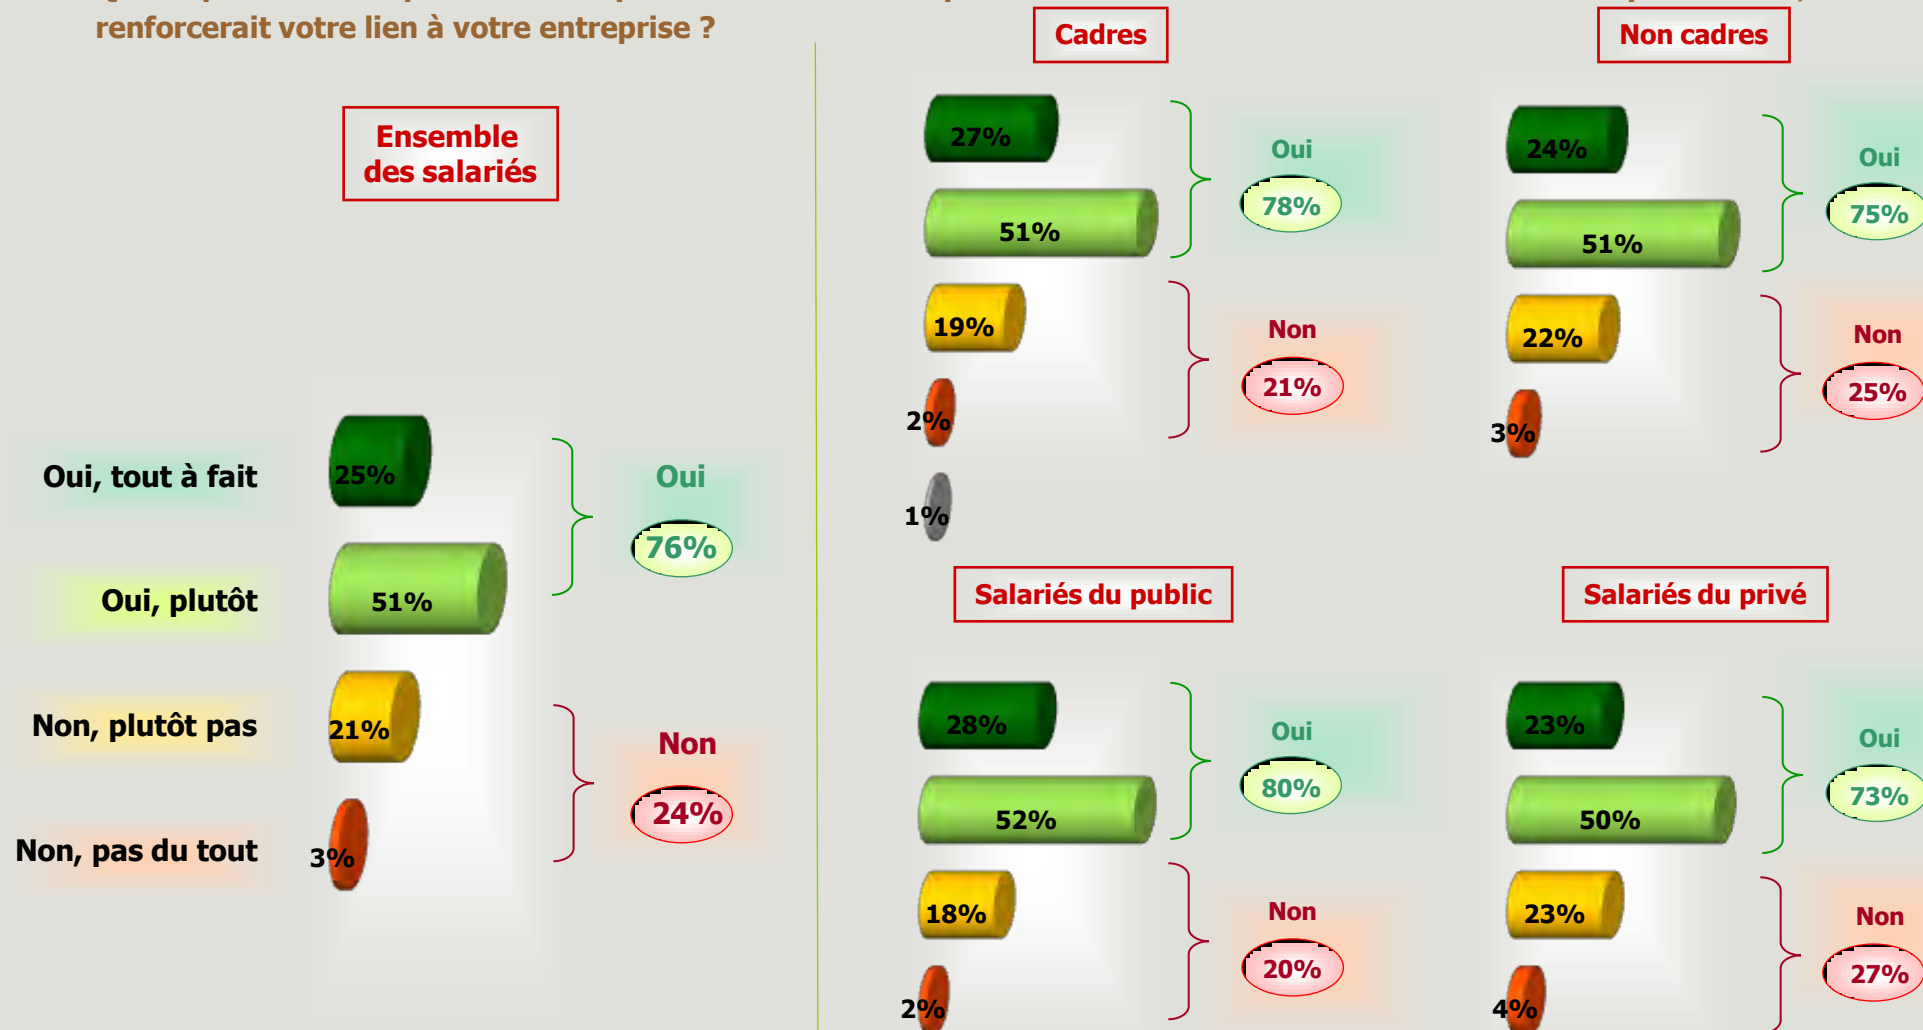 renforcerait votre lien à votre entreprise ?
Ensemble
des salariés
Oui, tout à fait
25%
Oui
76%
Oui, plutôt
51%
Non, plutôt pas
21%
Non
24%
Non, pas du tout
3%
Cadres
27%
Oui
78%
51%
19%
Non
21%
2%
1%
Non cadres
24%
Oui
75%
51%
22%
Non
25%
3%
Salariés du public
28%
Oui
80%
52%
18%
Non
20%
2%
Salariés du privé
23%
Oui
73%
50%
23%
Non
27%
4%